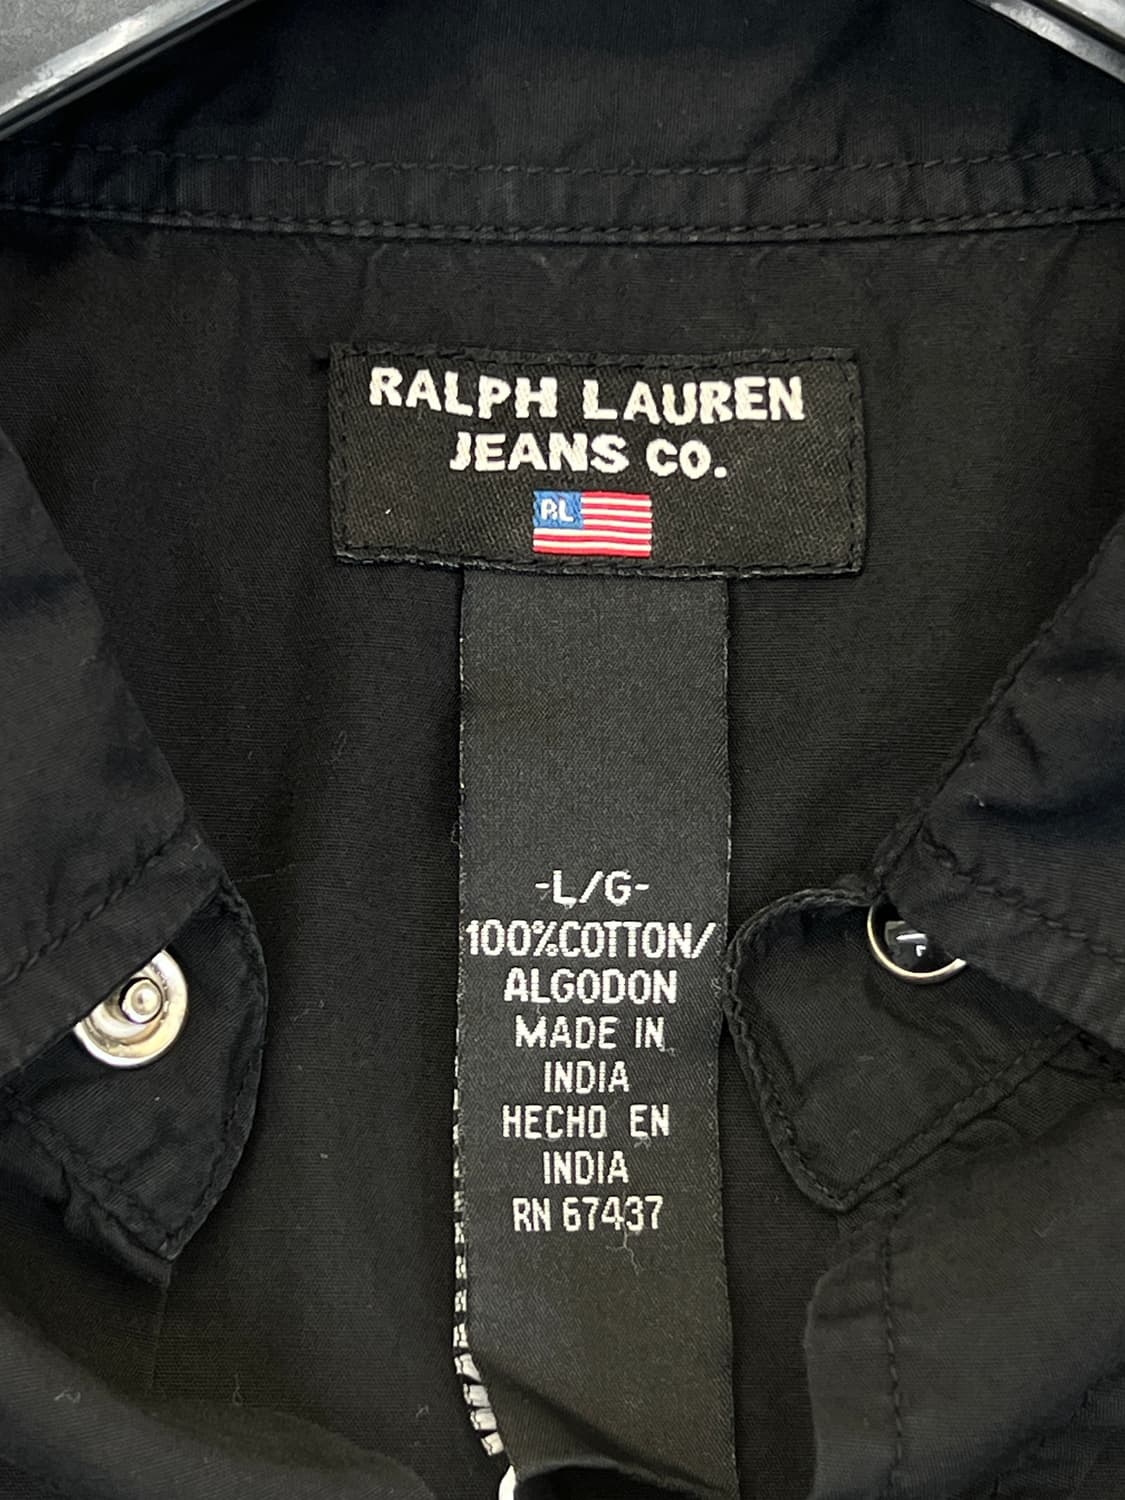 RALPH LAUREN
JEANS CO.
RL
-L/G-
100%COTTON/
ALGODON
MADE IN
INDIA
HECHO EN
INDIA
RN 67437